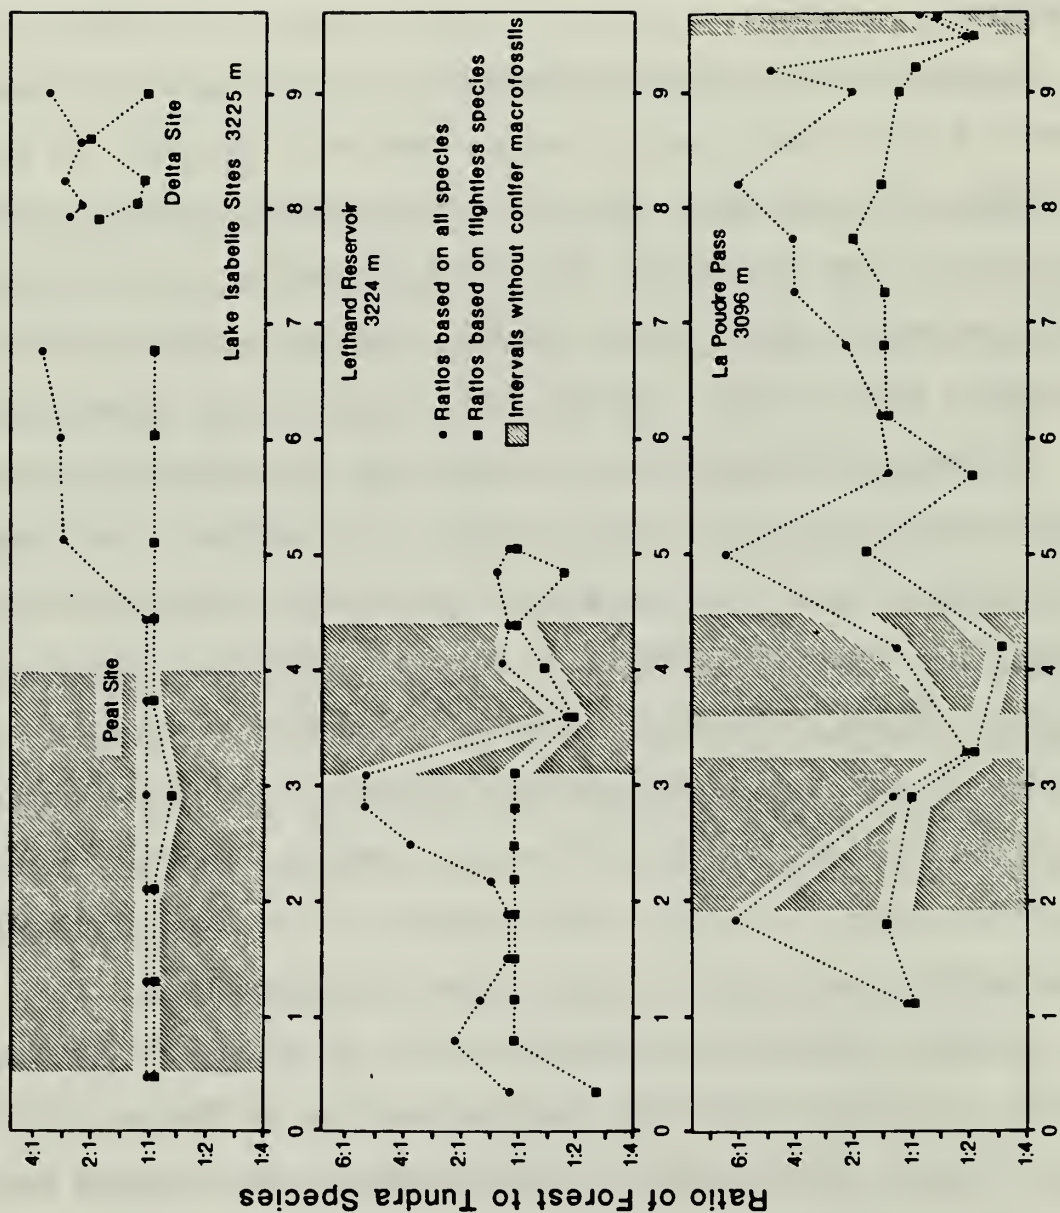 Ratio of Forest to Tundra Species
4:1
2:1
1:1
1:2
1:4
0 1 2 3 4 5 6 7 8 9
Peat Site
Delta Site
Lake Isabelle Sites 3225 m
6:1
2:1
1:1
1:2
1:4
0 1 2 3 4 5 6 7 8 9
Lefthand Reservoir
3224 m
Ratios based on all species
Ratios based on flightless species
Intervals without conifer macrofossils
6:1
4:1
2:1
1:1
1:2
1:4
0 1 2 3 4 5 6 7 8 9
La Poudre Pass
3096 m